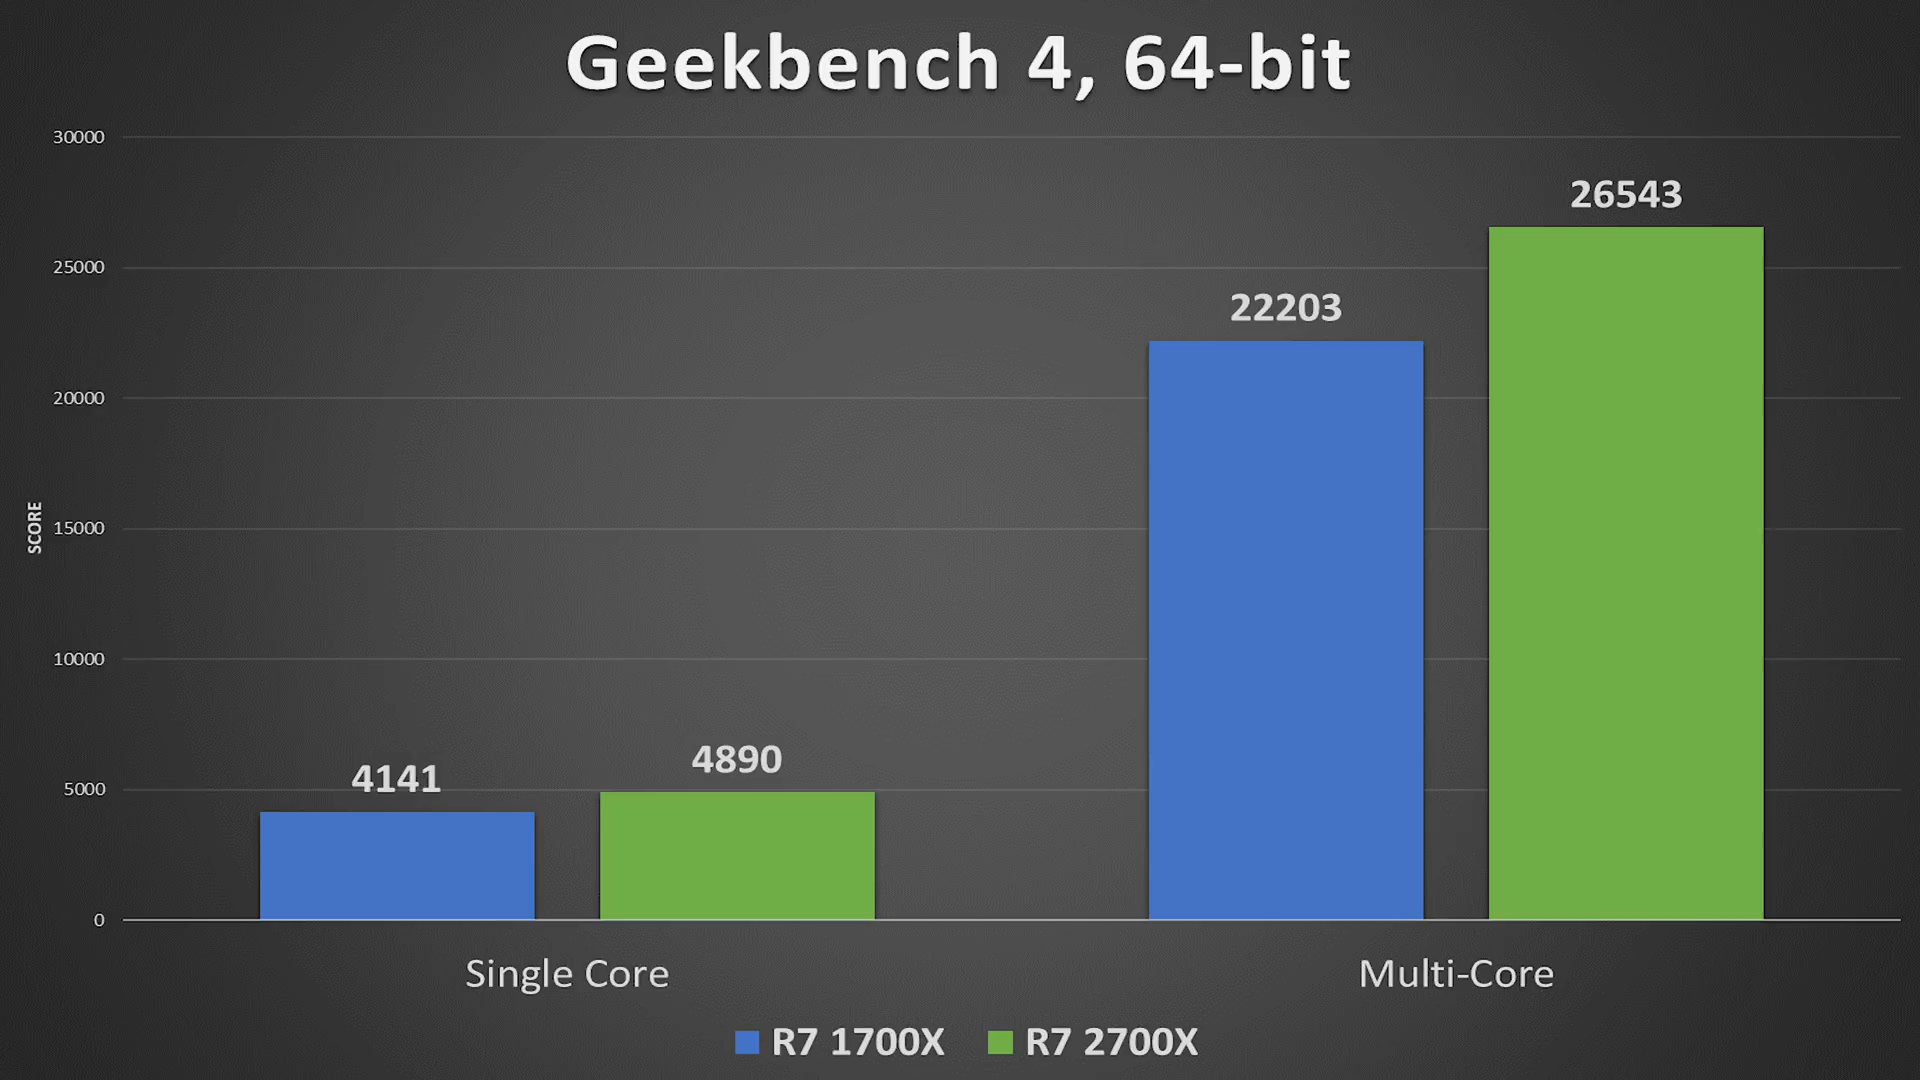 Geekbench 4, 64-bit
30000
25000
20000
15000
10000
5000
0
SCORE
4141
4890
22203
26543
Single Core
Multi-Core
R7 1700X
R7 2700X